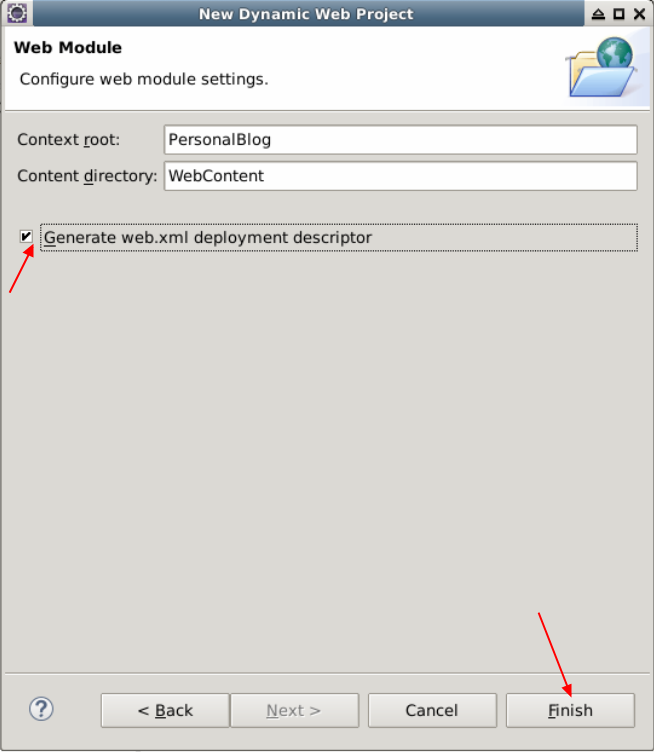 New Dynamic Web Project
Web Module
Configure web module settings.
Context root: PersonalBlog
Content directory: WebContent
Generate web.xml deployment descriptor
? < Back Next > Cancel Finish